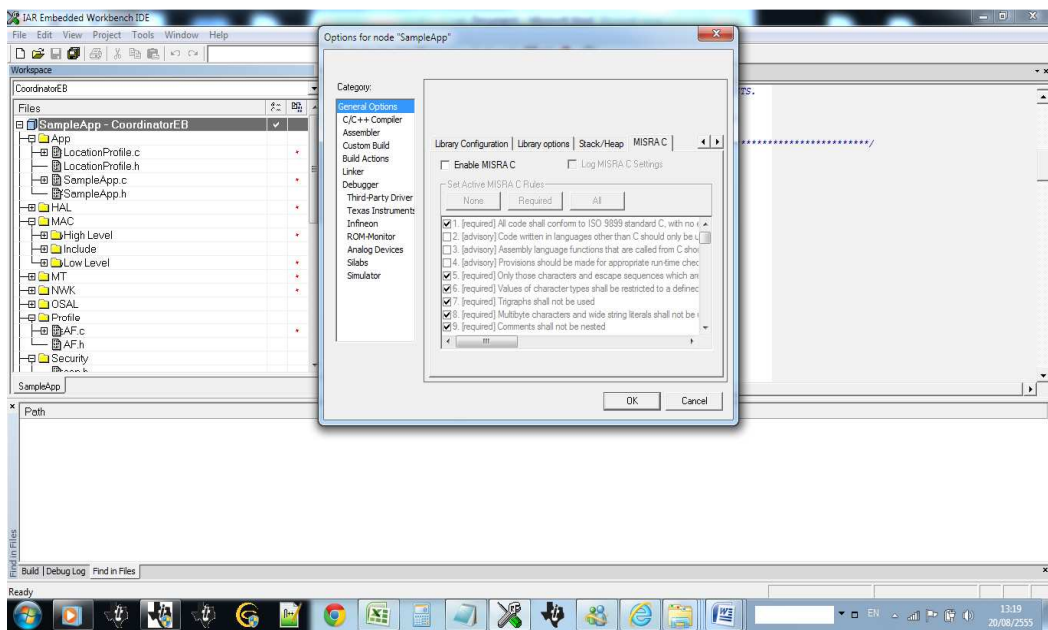 IAR Embedded Workbench IDE
File Edit View Project Tools Window Help
Workspace
CoordinatorEB
Files
SampleApp - CoordinatorEB
App
LocationProfile.c
LocationProfile.h
SampleApp.c
SampleApp.h
HAL
MAC
High Level
Include
Low Level
MT
NWK
OSAL
Profile
AF.c
AF.h
Security
SampleApp
Options for node "SampleApp"
Category:
General Options
C/C++ Compiler
Assembler
Custom Build
Build Actions
Linker
Debugger
Third-Party Driver
Texas Instruments
Infineon
ROM-Monitor
Analog Devices
Silabs
Simulator
Library Configuration Library options Stack/Heap MISRA C
Enable MISRA C Log MISRA C Settings
Set Active MISRA C Rules
None Required All
1. [required] All code shall conform to ISO 9899 standard C, with no
2. [advisory] Code written in languages other than C should only be
3. [advisory] Assembly language functions that are called from C
4. [advisory] Provisions should be made for appropriate run-time
5. [required] Only those characters and escape sequences which
6. [required] Values of character types shall be restricted to a defined
7. [required] Trigraphs shall not be used
8. [required] Multibyte characters and wide string literals shall not be
9. [required] Comments shall not be nested
OK Cancel
TS.
************************/
Path
Find in Files
Build Debug Log Find in Files
Ready
EN
13:19
20/08/2555